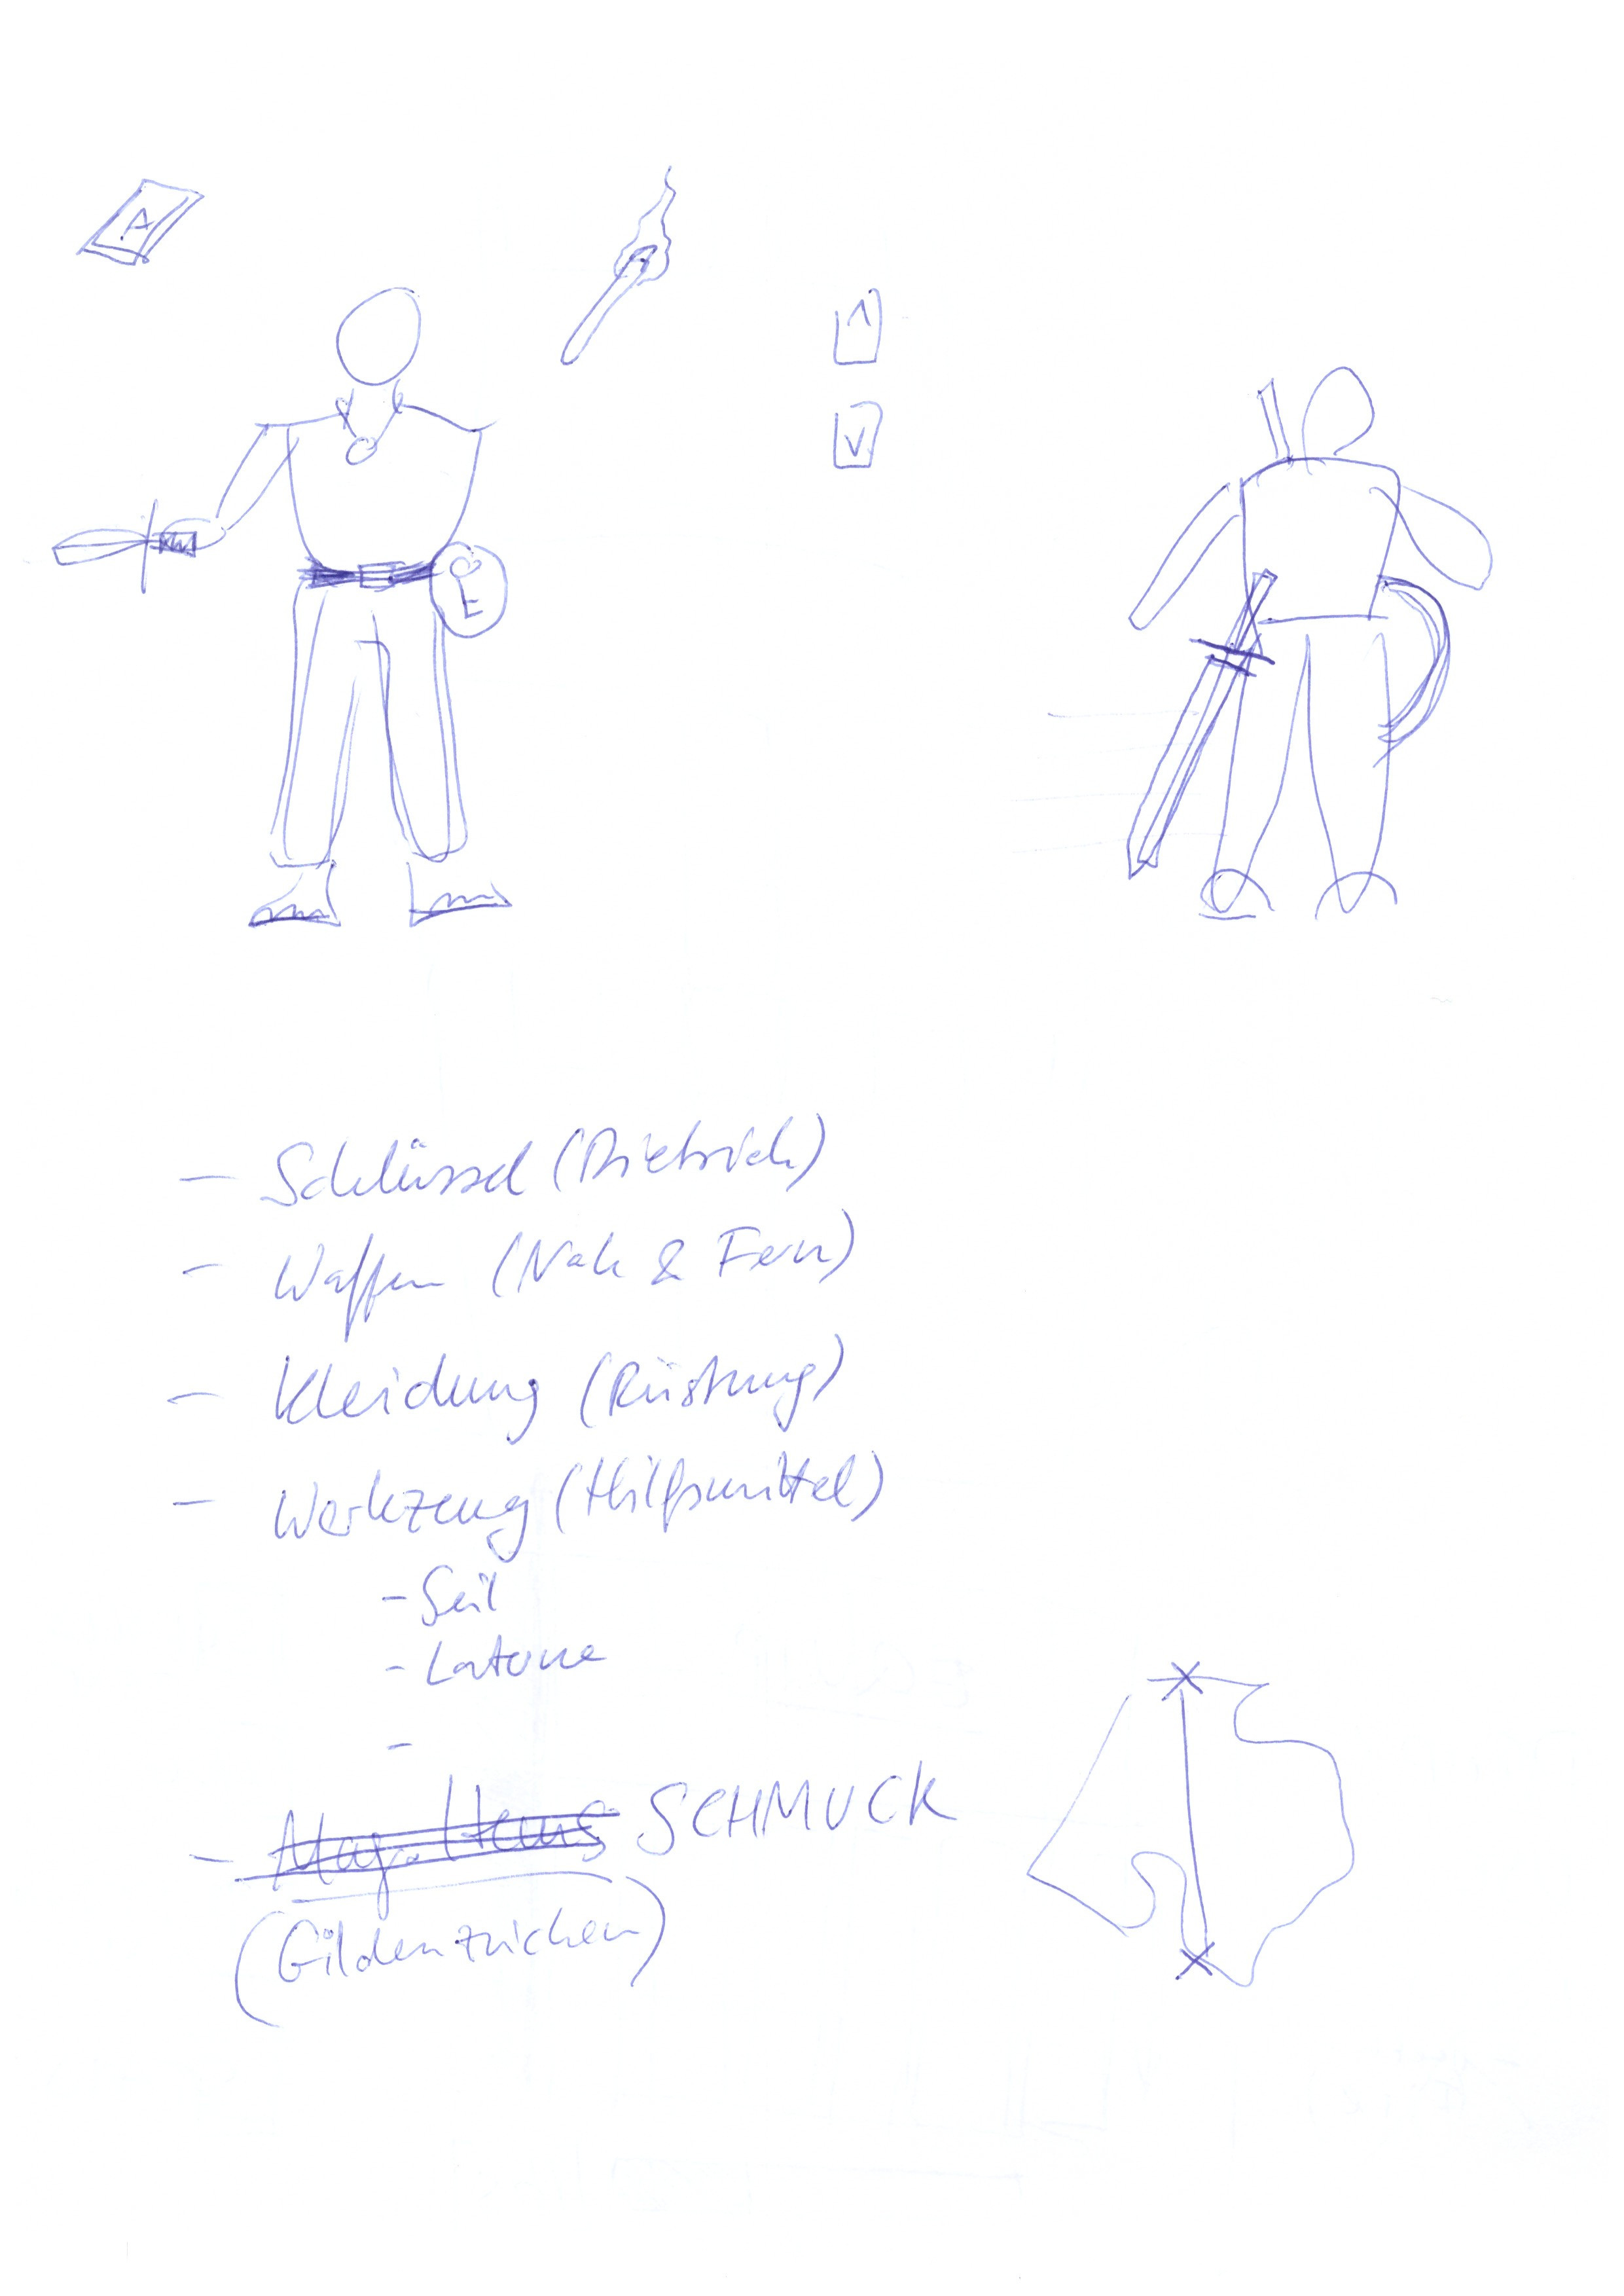 A
- Schlüssel (Dietrich)
- Waffen (Nah & Fern)
- Kleidung (Rüstung)
- Werkzeug (Hilfsmittel)
- Seil
- Laterne
-
- Mag. Items SCHMUCK
(Gildenzeichen)